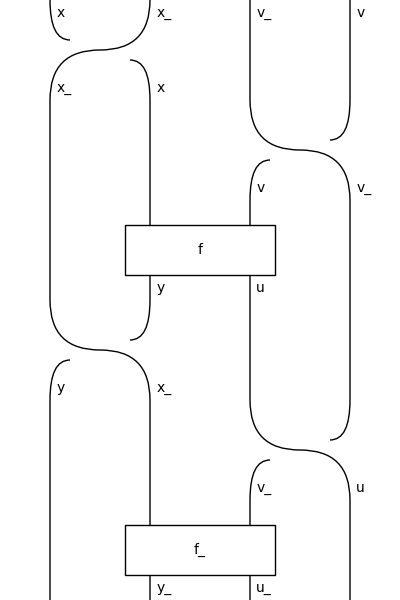 x x_ v_ v
x_ x
v v_
f
y u
y x_
v_ u
f_
y_ u_